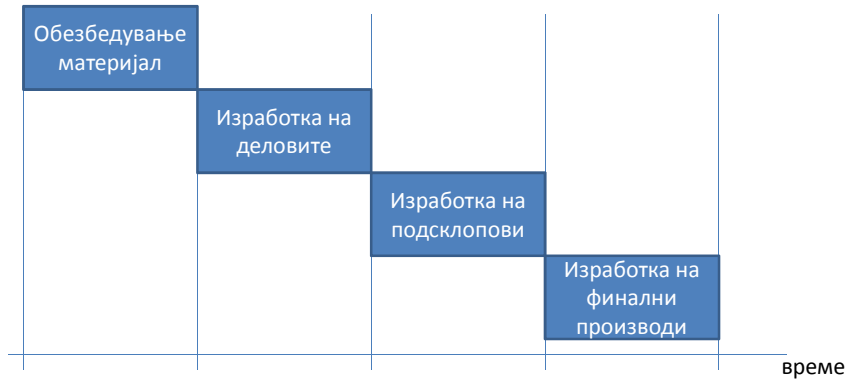 Обезбедување
материјал
Изработка на
деловите
Изработка на
подсклопови
Изработка на
финални
производи
време